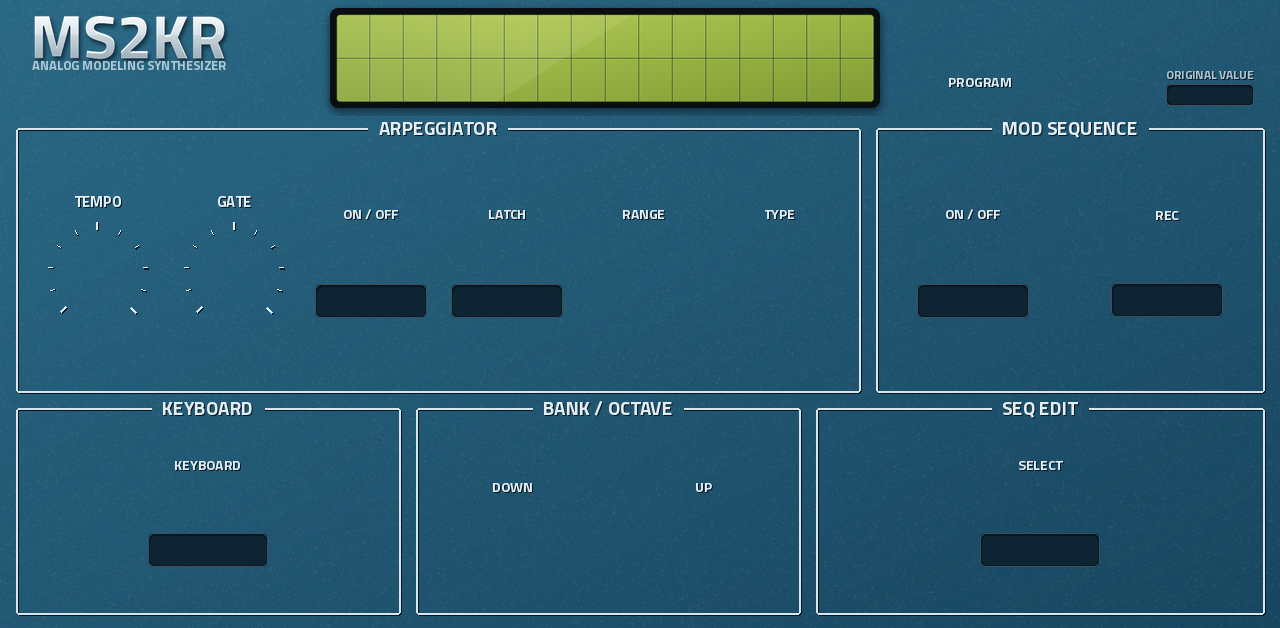 MS2KR
ANALOG MODELING SYNTHESIZER
PROGRAM
ORIGINAL VALUE
ARPEGGIATOR
MOD SEQUENCE
TEMPO
GATE
ON / OFF
LATCH
RANGE
TYPE
ON / OFF
REC
KEYBOARD
BANK / OCTAVE
SEQ EDIT
KEYBOARD
DOWN
UP
SELECT